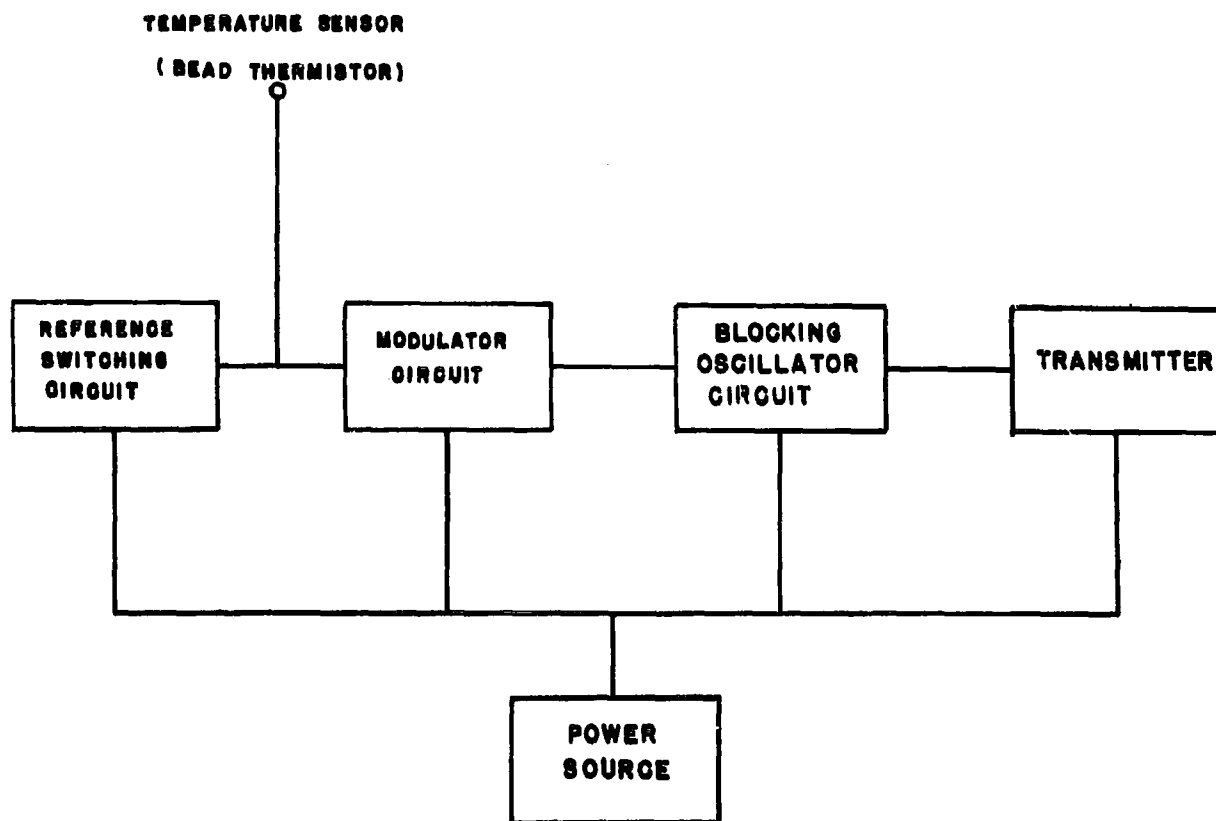 TEMPERATURE SENSOR
(BEAD THERMISTOR)
REFERENCE
SWITCHING
CIRCUIT
MODULATOR
CIRCUIT
BLOCKING
OSCILLATOR
CIRCUIT
TRANSMITTER
POWER
SOURCE